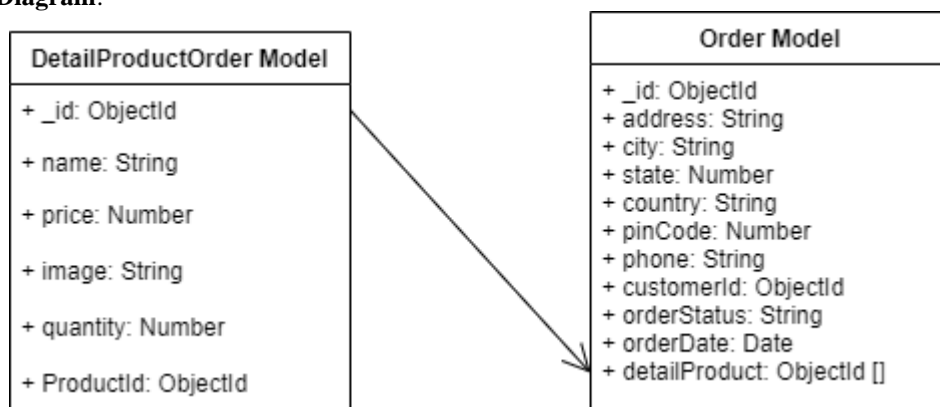 Diagram:
DetailProductOrder Model
+ _id: ObjectId
+ name: String
+ price: Number
+ image: String
+ quantity: Number
+ ProductId: ObjectId
Order Model
+ _id: ObjectId
+ address: String
+ city: String
+ state: Number
+ country: String
+ pinCode: Number
+ phone: String
+ customerId: ObjectId
+ orderStatus: String
+ orderDate: Date
+ detailProduct: ObjectId []